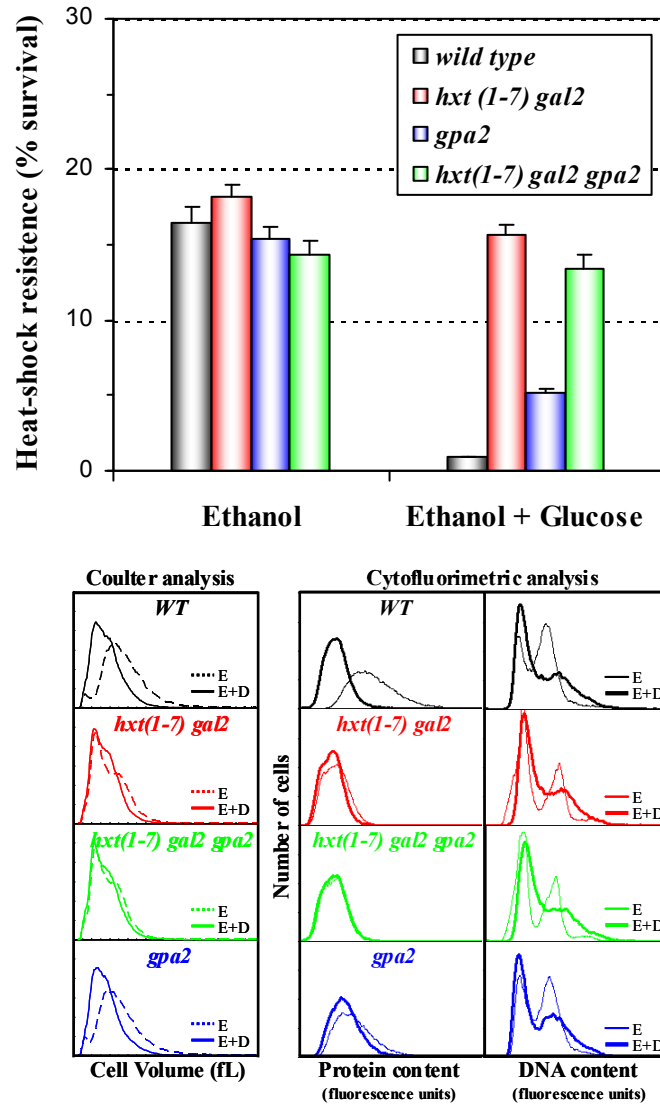 Heat-shock resistence (% survival)
30
20
10
0
wild type
hxt (1-7) gal2
gpa2
hxt(1-7) gal2 gpa2
Ethanol
Ethanol + Glucose
Coulter analysis
Cytofluorimetric analysis
WT
E
E+D
hxt(1-7) gal2
E
E+D
hxt(1-7) gal2 gpa2
E
E+D
gpa2
E
E+D
Cell Volume (fL)
Number of cells
WT
E
E+D
hxt(1-7) gal2
E
E+D
hxt(1-7) gal2 gpa2
E
E+D
gpa2
E
E+D
Protein content
(fluorescence units)
DNA content
(fluorescence units)